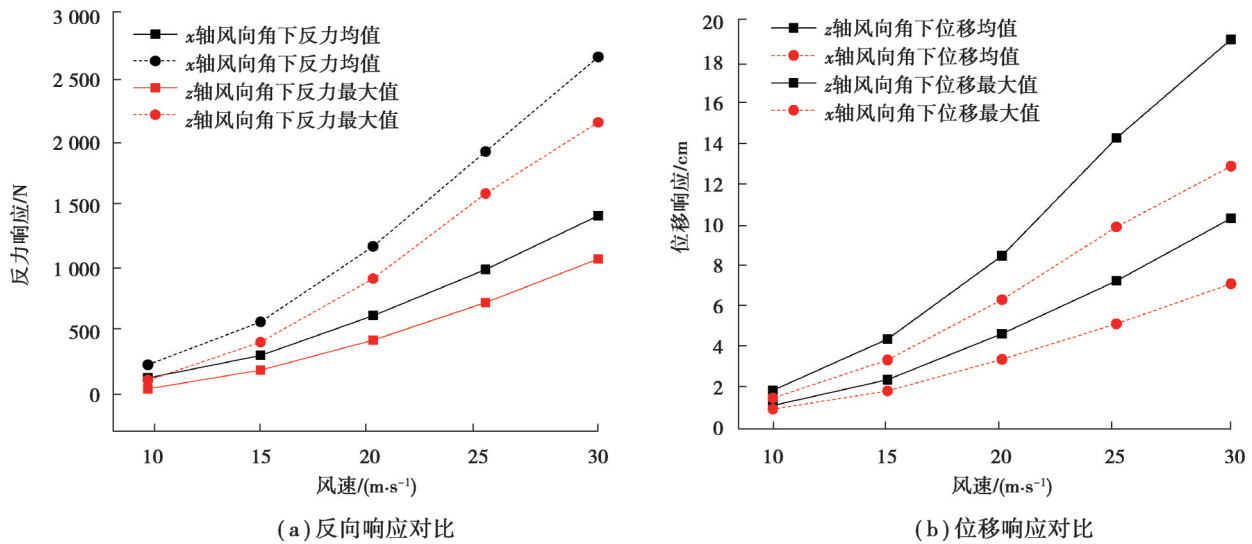 3 000
2 500
2 000
1 500
1 000
500
0
反力响应/N
x轴风向角下反力均值
x轴风向角下反力均值
z轴风向角下反力最大值
z轴风向角下反力最大值
10 15 20 25 30
风速/(m·s⁻¹)
(a)反向响应对比
20
18
16
14
12
10
8
6
4
2
0
位移响应/cm
z轴风向角下位移均值
x轴风向角下位移均值
z轴风向角下位移最大值
x轴风向角下位移最大值
10 15 20 25 30
风速/(m·s⁻¹)
(b)位移响应对比